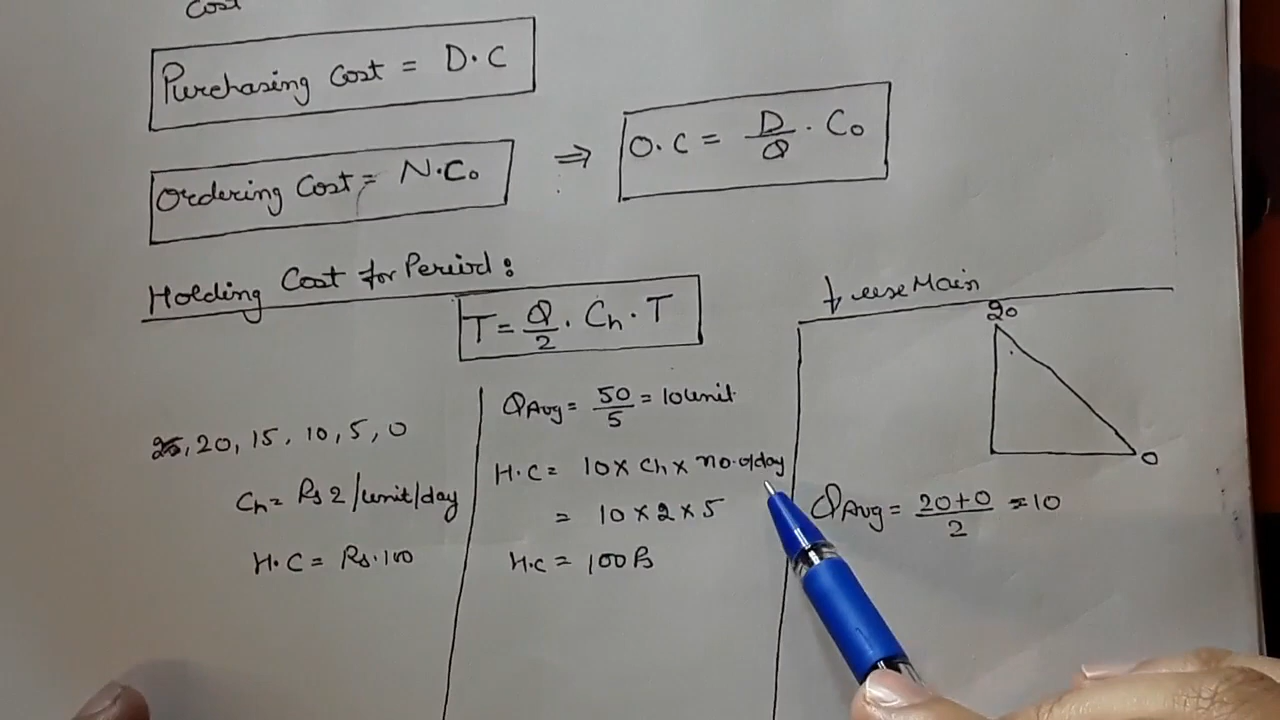 Cost
Purchasing Cost = D·C
Ordering Cost = N·Co ⇒ O·C = D/Q · Co
Holding Cost for Period:
T = Q/2 · Ch · T
20, 15, 10, 5, 0
Ch = Rs 2/unit/day
H·C = Rs·100
QAvg = 50/5 = 10 unit
H·C = 10 × Ch × no. of day
= 10 × 2 × 5
H·C = 100 Rs
Main
20
0
QAvg = 20+0/2 = 10